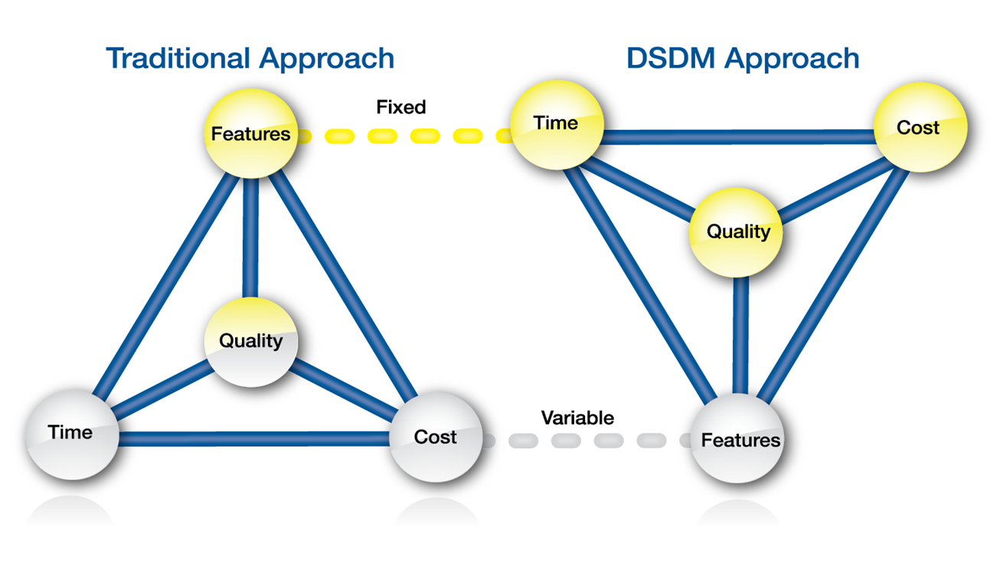 Traditional Approach
DSDM Approach
Features
Fixed
Time
Cost
Quality
Quality
Time
Cost
Variable
Features